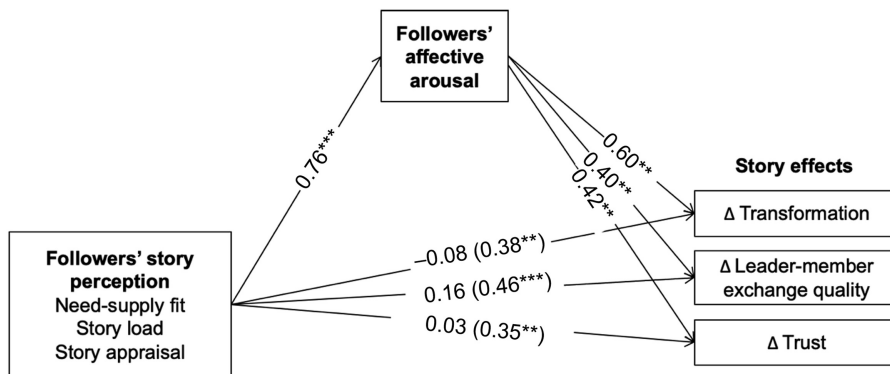 Followers'
affective
arousal
0.76***
0.60**
0.40**
0.42**
Story effects
Δ Transformation
Δ Leader-member
exchange quality
Δ Trust
–0.08 (0.38**)
0.16 (0.46***)
0.03 (0.35**)
Followers' story
perception
Need-supply fit
Story load
Story appraisal